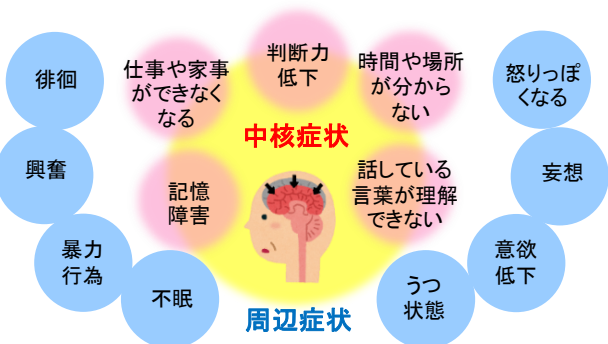 徘徊
興奮
暴力
行為
不眠
仕事や家事
ができなく
なる
判断力
低下
時間や場所
が分から
ない
中核症状
記憶
障害
話している
言葉が理解
できない
周辺症状
怒りっぽ
くなる
妄想
意欲
低下
うつ
状態